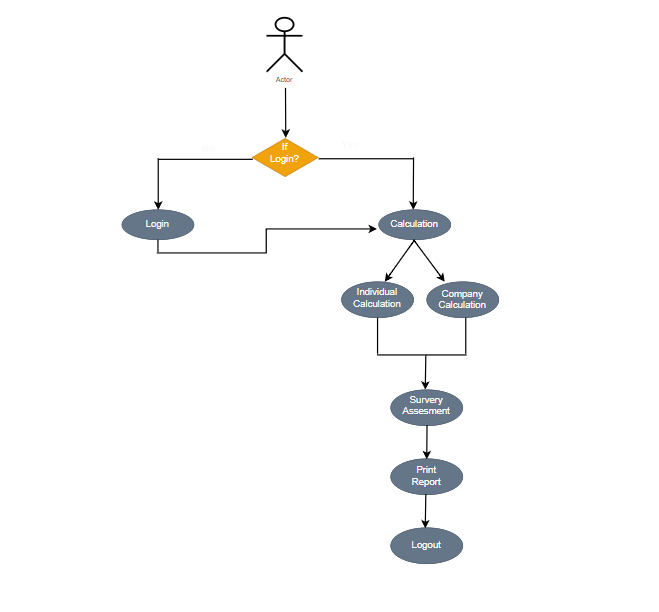 Actor
If
Login?
Login
Calculation
Individual
Calculation
Company
Calculation
Survery
Assesment
Print
Report
Logout